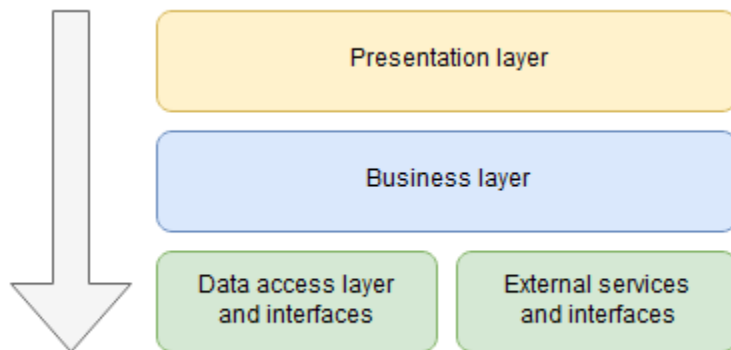 Presentation layer
Business layer
Data access layer
and interfaces
External services
and interfaces